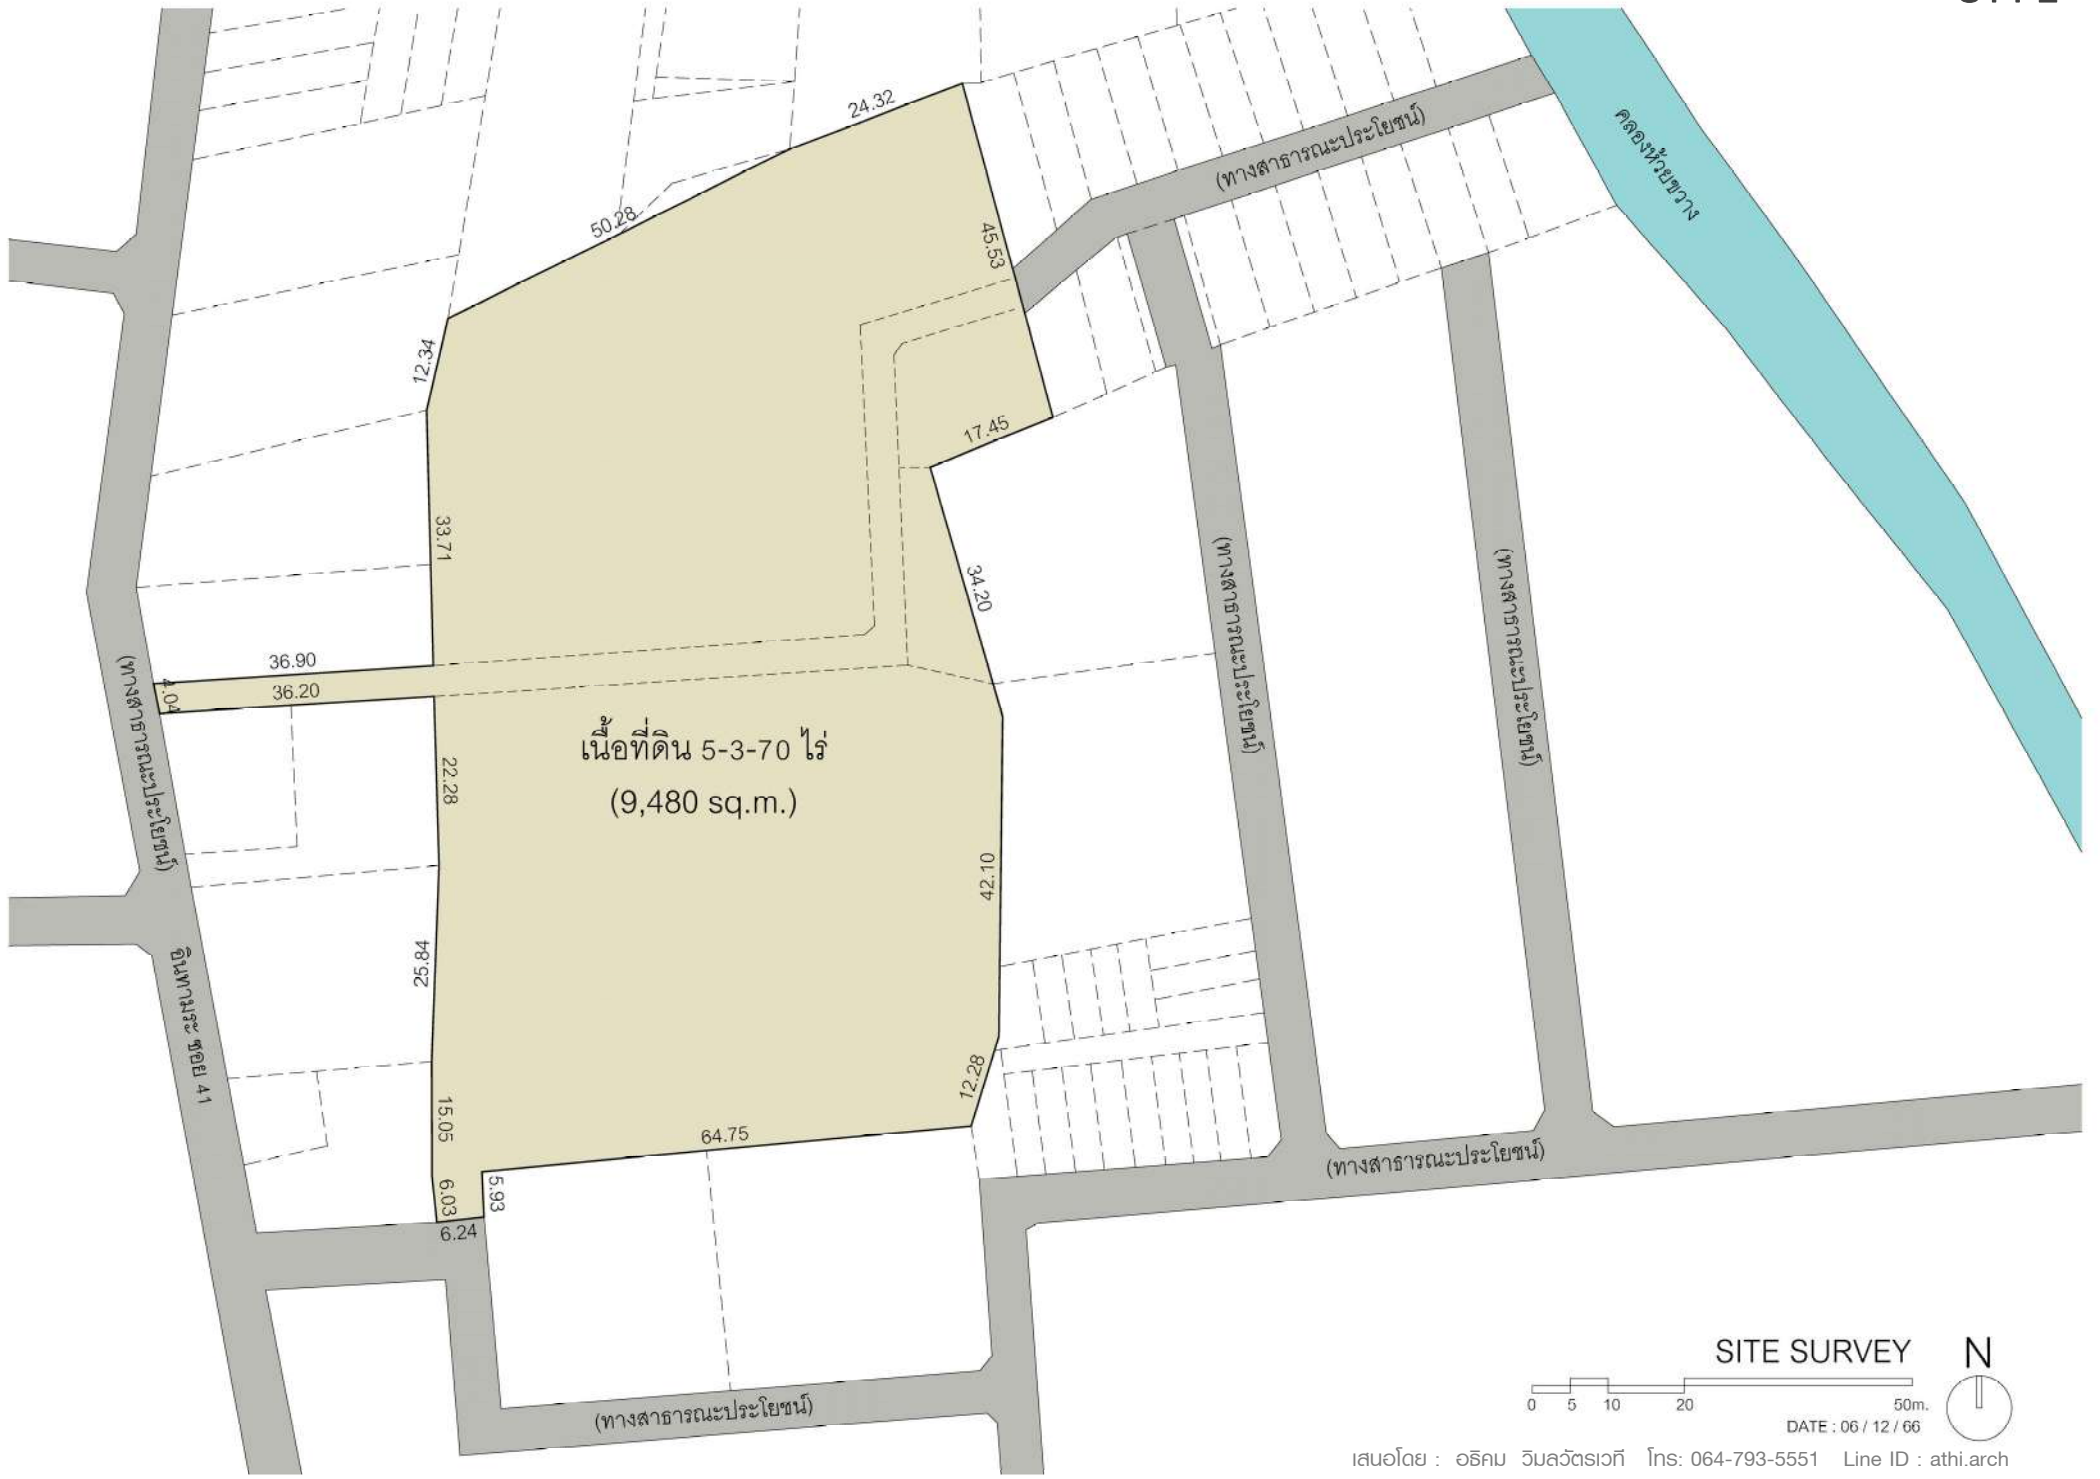 24.32
(ทางสาธารณะประโยชน์)
คลองห้วยขวาง
50.28
45.53
12.34
17.45
33.71
34.20
(ทางสาธารณะประโยชน์)
(ทางสาธารณะประโยชน์)
36.90
36.20
4.04
(ทางสาธารณะประโยชน์)
เนื้อที่ดิน 5-3-70 ไร่
(9,480 sq.m.)
22.28
42.10
25.84
อินทามระ ซอย 41
12.28
15.05
64.75
(ทางสาธารณะประโยชน์)
6.03
5.93
6.24
(ทางสาธารณะประโยชน์)
SITE SURVEY
N
0 5 10 20 50m.
DATE : 06 / 12 / 66
เสนอโดย : อธิคม วิมลวัตรเวที โทร: 064-793-5551 Line ID : athi.arch